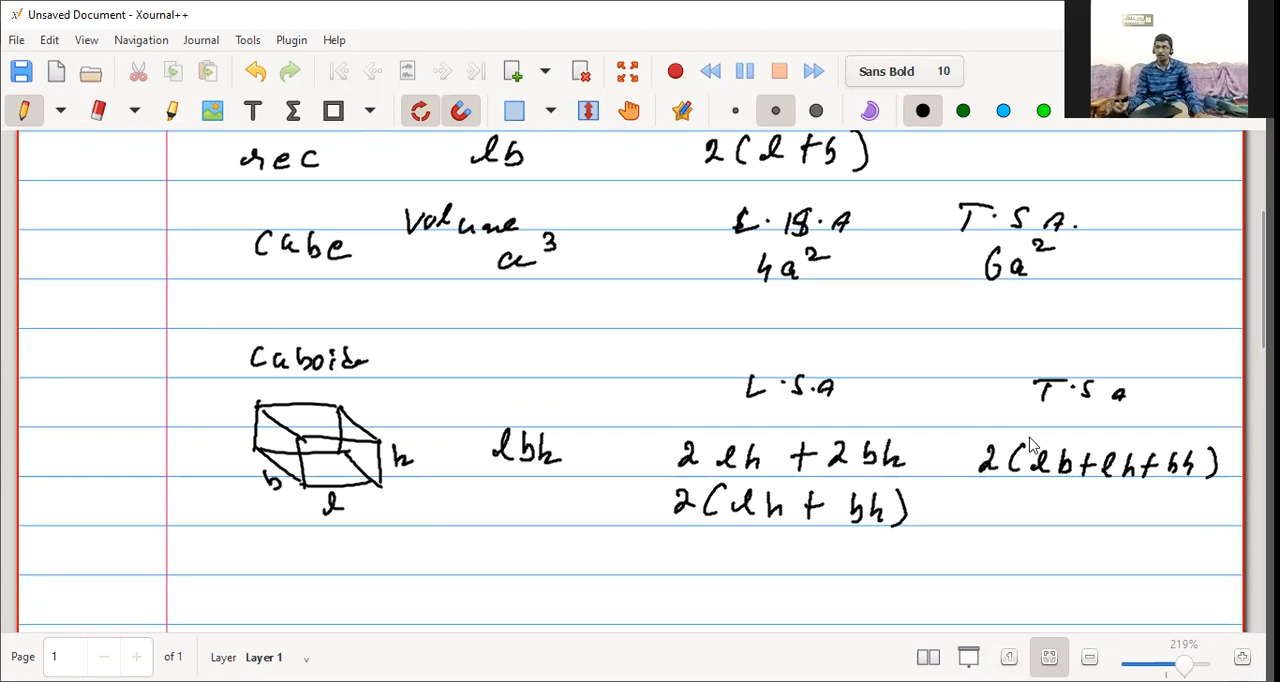 Unsaved Document - Xournal++
File Edit View Navigation Journal Tools Plugin Help
Sans Bold 10
rec lb 2(l+b)
Volume L.S.A T.S A.
Cube a³ 4a² 6a²
Cuboid
L.S.A T.S A
lbh 2lh + 2bh 2(lb+lh+bh)
h
b
l
2(lh + bh)
219%
Page 1 of 1 Layer Layer 1